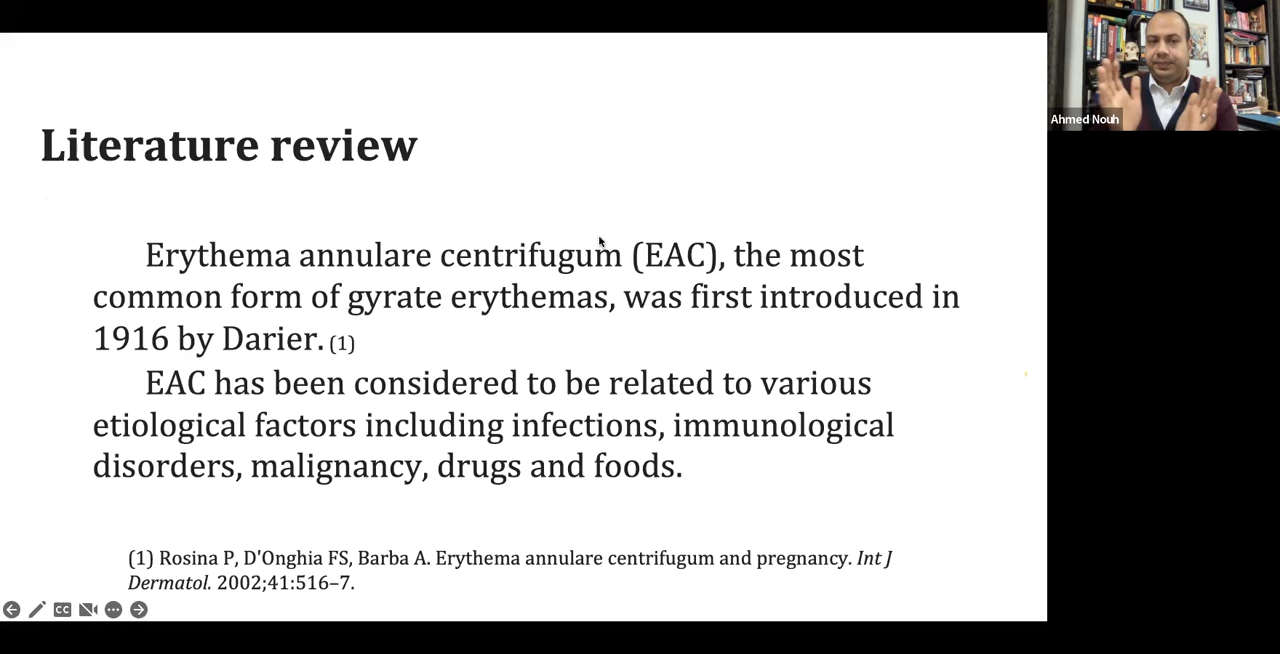 Literature review
Erythema annulare centrifugum (EAC), the most
common form of gyrate erythemas, was first introduced in
1916 by Darier. (1)
EAC has been considered to be related to various
etiological factors including infections, immunological
disorders, malignancy, drugs and foods.
(1) Rosina P, D'Onghia FS, Barba A. Erythema annulare centrifugum and pregnancy. Int J
Dermatol. 2002;41:516–7.
CC
Ahmed Nouh